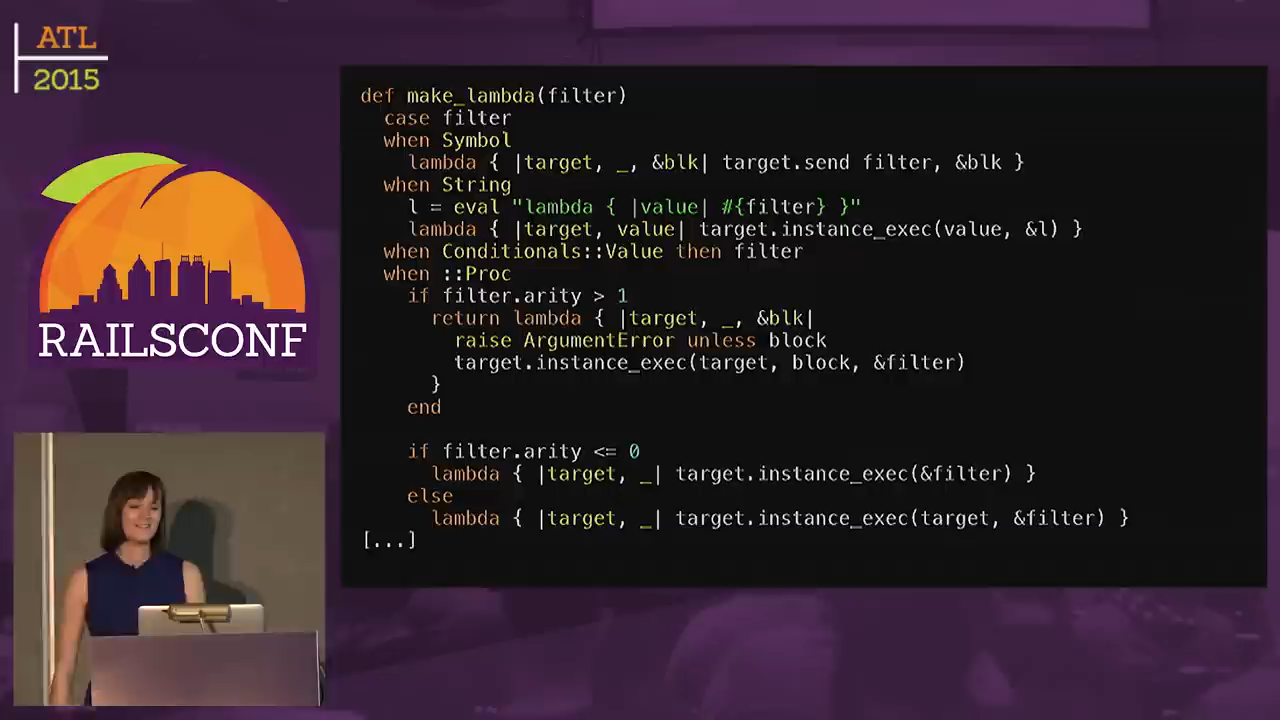 ATL
2015
RAILSCONF
def make_lambda(filter)
  case filter
  when Symbol
    lambda { |target, _, &blk| target.send filter, &blk }
  when String
    l = eval "lambda { |value| #{filter} }"
    lambda { |target, value| target.instance_exec(value, &l) }
  when Conditionals::Value then filter
  when ::Proc
    if filter.arity > 1
      return lambda { |target, _, &blk|
        raise ArgumentError unless block
        target.instance_exec(target, block, &filter)
      }
    end

    if filter.arity <= 0
      lambda { |target, _| target.instance_exec(&filter) }
    else
      lambda { |target, _| target.instance_exec(target, &filter) }
[...]